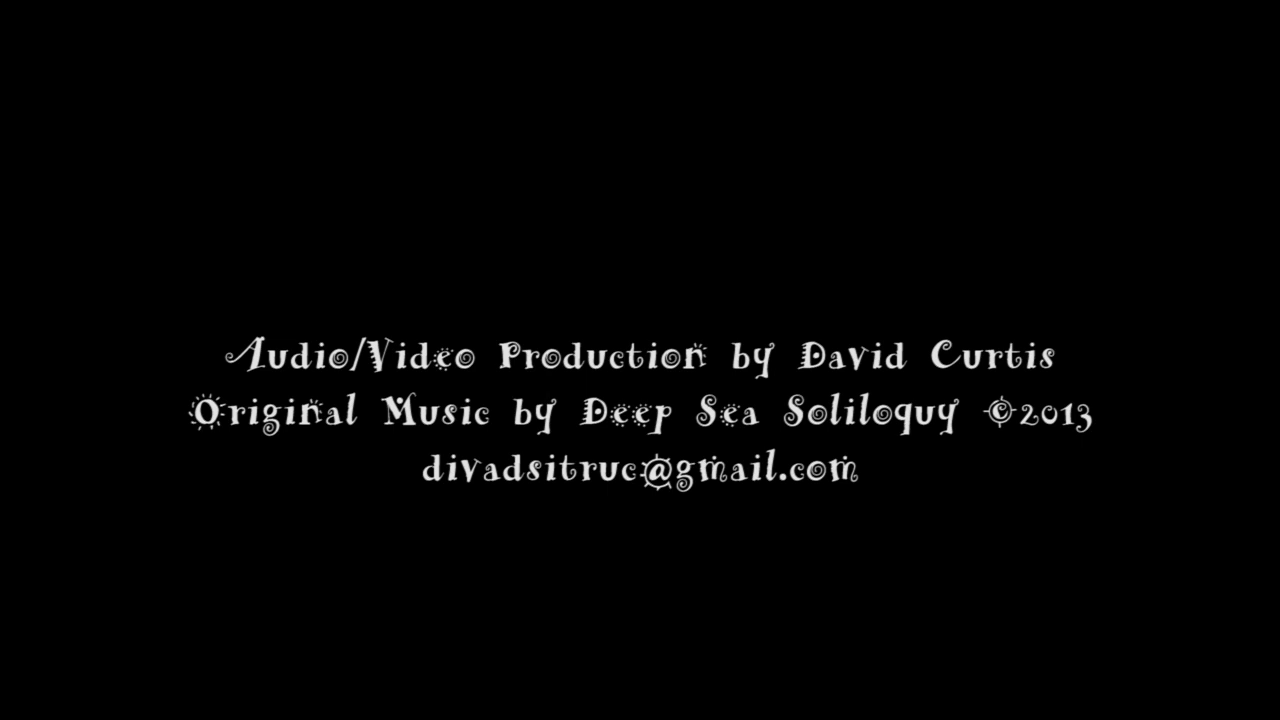 Audio/Video Production by David Curtis
Original Music by Deep Sea Soliloquy ©2013
divadsitruc@gmail.com